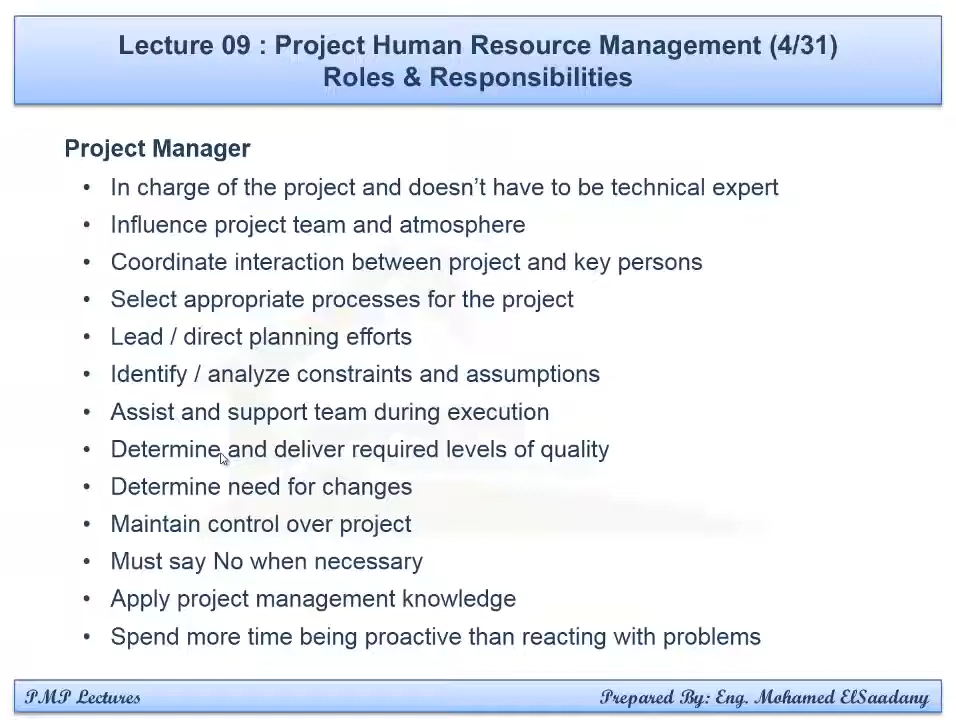 Lecture 09 : Project Human Resource Management (4/31)
Roles & Responsibilities
Project Manager
• In charge of the project and doesn’t have to be technical expert
• Influence project team and atmosphere
• Coordinate interaction between project and key persons
• Select appropriate processes for the project
• Lead / direct planning efforts
• Identify / analyze constraints and assumptions
• Assist and support team during execution
• Determine and deliver required levels of quality
• Determine need for changes
• Maintain control over project
• Must say No when necessary
• Apply project management knowledge
• Spend more time being proactive than reacting with problems
PMP Lectures
Prepared By: Eng. Mohamed ElSaadany